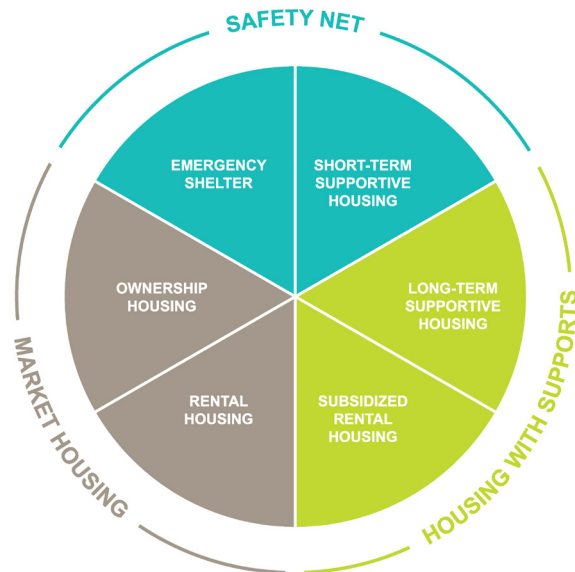 SAFETY NET
EMERGENCY
SHELTER
SHORT-TERM
SUPPORTIVE
HOUSING
OWNERSHIP
HOUSING
LONG-TERM
SUPPORTIVE
HOUSING
RENTAL
HOUSING
SUBSIDIZED
RENTAL
HOUSING
MARKET HOUSING
HOUSING WITH SUPPORTS